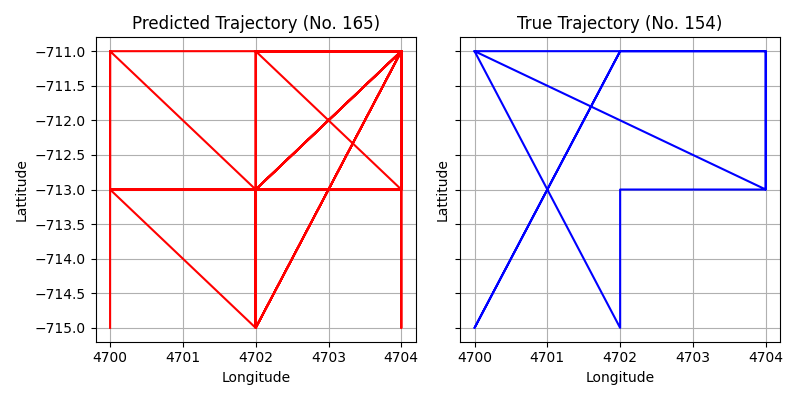 Predicted Trajectory (No. 165)
True Trajectory (No. 154)
−711.0
−711.5
−712.0
−712.5
−713.0
−713.5
−714.0
−714.5
−715.0
Lattitude
Lattitude
4700 4701 4702 4703 4704
4700 4701 4702 4703 4704
Longitude
Longitude